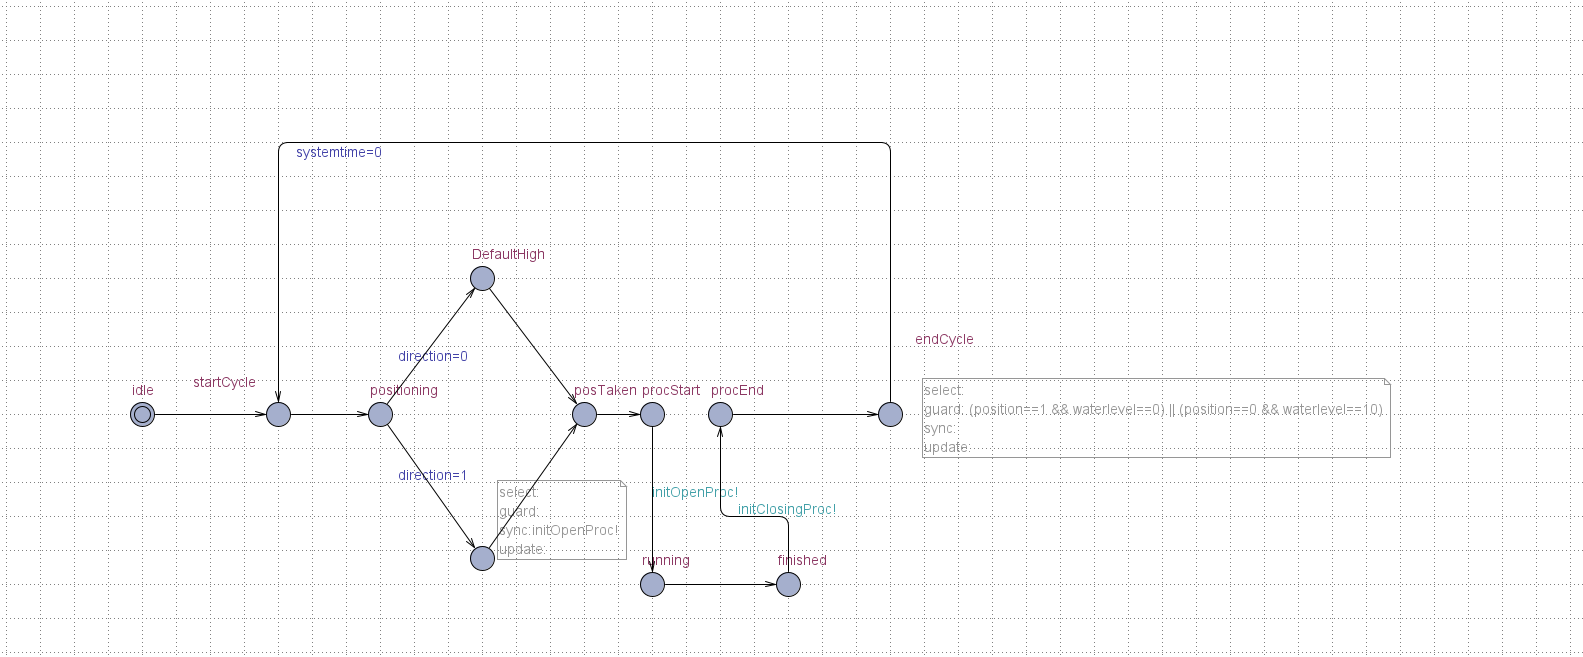 systemtime=0
DefaultHigh
endCycle
direction=0
idle
startCycle
positioning
posTaken
procStart
procEnd
select:
guard: (position==1 && waterlevel==0) || (position==0 && waterlevel==10)
sync:
update:
direction=1
select:
guard:
sync:initOpenProc!
update:
initOpenProc!
initClosingProc!
running
finished